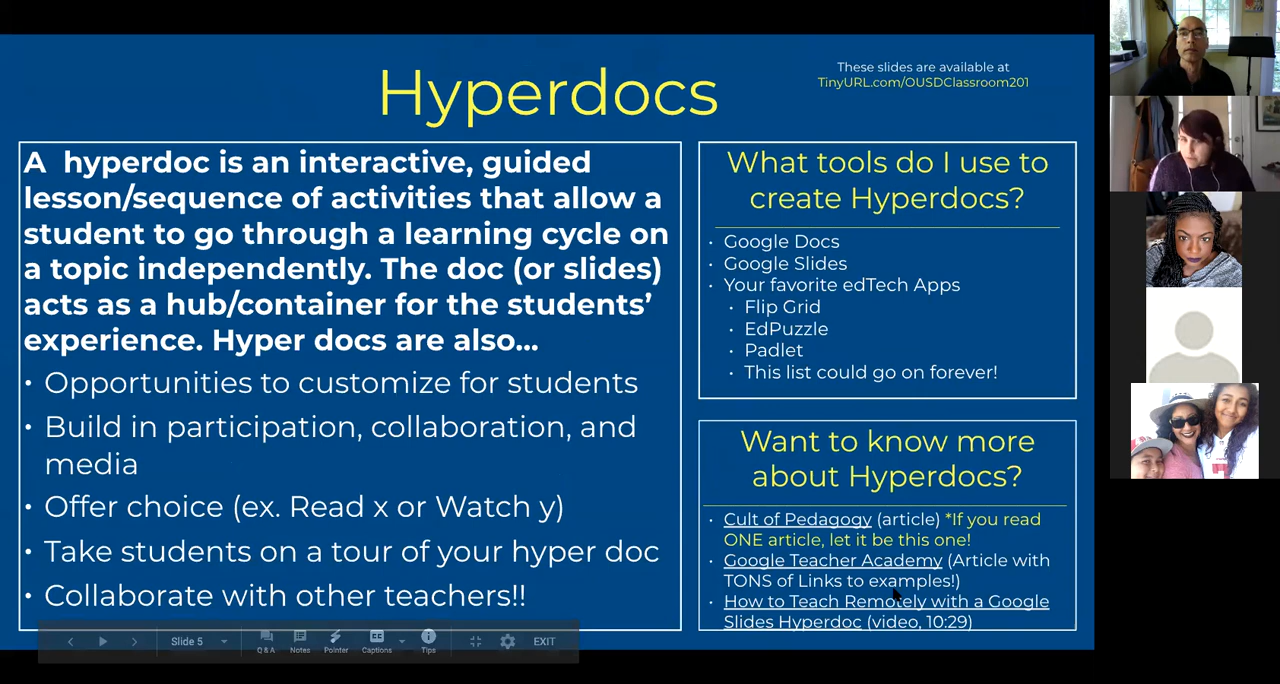 Hyperdocs
These slides are available at
TinyURL.com/OUSDClassroom201
A  hyperdoc is an interactive, guided
lesson/sequence of activities that allow a
student to go through a learning cycle on
a topic independently. The doc (or slides)
acts as a hub/container for the students’
experience. Hyper docs are also...
• Opportunities to customize for students
• Build in participation, collaboration, and
media
• Offer choice (ex. Read x or Watch y)
• Take students on a tour of your hyper doc
• Collaborate with other teachers!!
What tools do I use to
create Hyperdocs?
• Google Docs
• Google Slides
• Your favorite edTech Apps
• Flip Grid
• EdPuzzle
• Padlet
• This list could go on forever!
Want to know more
about Hyperdocs?
• Cult of Pedagogy (article) *If you read
ONE article, let it be this one!
• Google Teacher Academy (Article with
TONS of Links to examples!)
• How to Teach Remotely with a Google
Slides Hyperdoc (video, 10:29)
Slide 5
Q & A
Notes
Pointer
Captions
Tips
EXIT